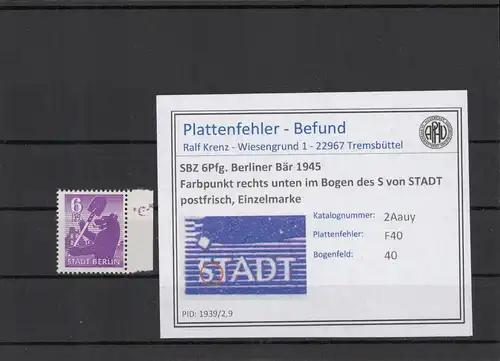 Plattenfehler - Befund
Ralf Krenz - Wiesengrund 1 - 22967 Tremsbüttel
SBZ 6Pfg. Berliner Bär 1945
Farbpunkt rechts unten im Bogen des S von STADT
postfrisch, Einzelmarke
Katalognummer: 2Aauy
Plattenfehler: F40
Bogenfeld: 40
STADT
PID: 1939/2,9
6
STADT BERLIN